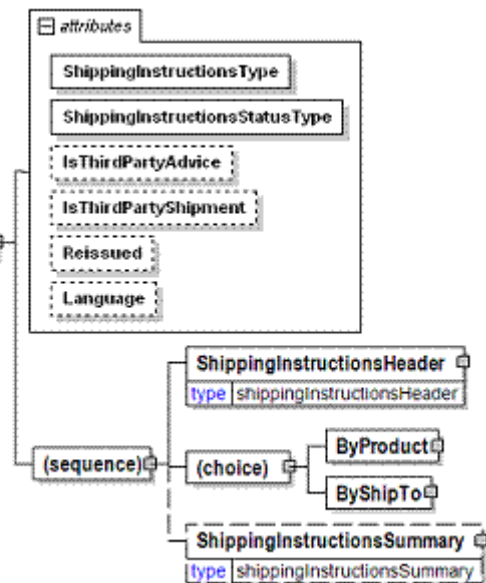 attributes
ShippingInstructionsType
ShippingInstructionsStatusType
IsThirdPartyAdvice
IsThirdPartyShipment
Reissued
Language
ShippingInstructionsHeader
type shippingInstructionsHeader
(sequence)
(choice)
ByProduct
ByShipTo
ShippingInstructionsSummary
type shippingInstructionsSummary